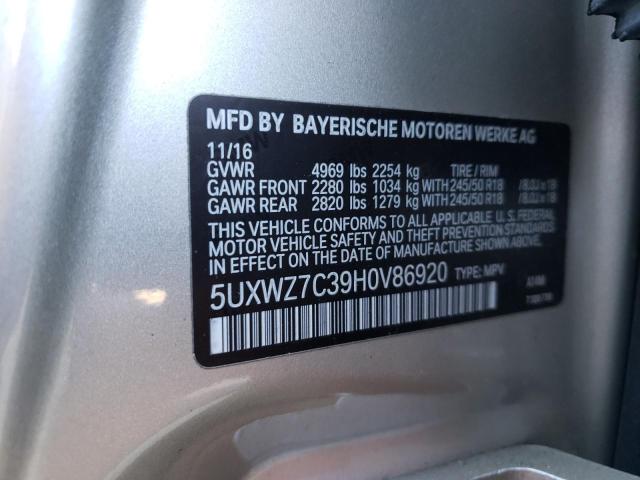 MFD BY BAYERISCHE MOTOREN WERKE AG
11/16
GVWR 4969 lbs 2254 kg TIRE / RIM
GAWR FRONT 2280 lbs 1034 kg WITH 245/50 R18
GAWR REAR 2820 lbs 1279 kg WITH 245/50 R18
THIS VEHICLE CONFORMS TO ALL APPLICABLE U. S. FEDERAL
MOTOR VEHICLE SAFETY AND THEFT PREVENTION STANDARDS
IN EFFECT ON THE DATE OF MANUFACTURE SHOWN ABOVE.
5UXWZ7C39H0V86920 TYPE: MPV